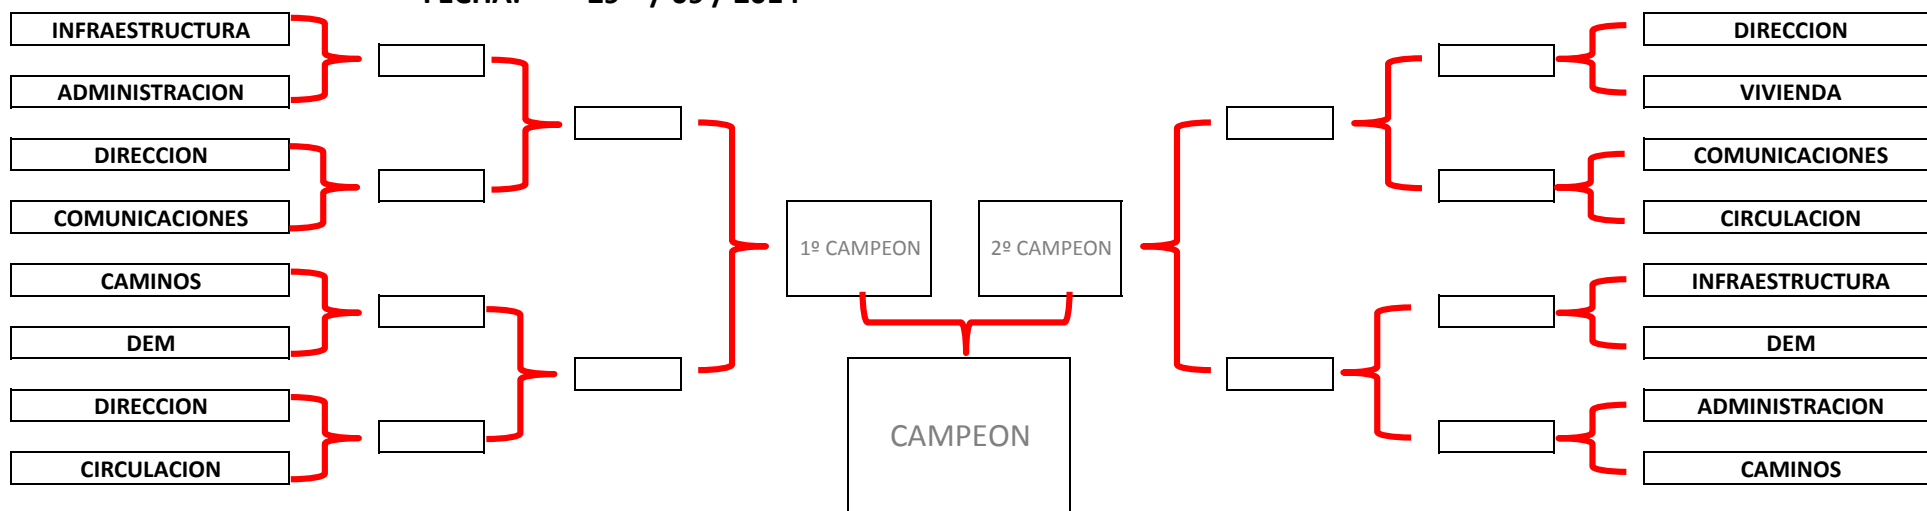 INFRAESTRUCTURA
ADMINISTRACION
DIRECCION
COMUNICACIONES
CAMINOS
DEM
DIRECCION
CIRCULACION
1º CAMPEON
2º CAMPEON
CAMPEON
DIRECCION
VIVIENDA
COMUNICACIONES
CIRCULACION
INFRAESTRUCTURA
DEM
ADMINISTRACION
CAMINOS